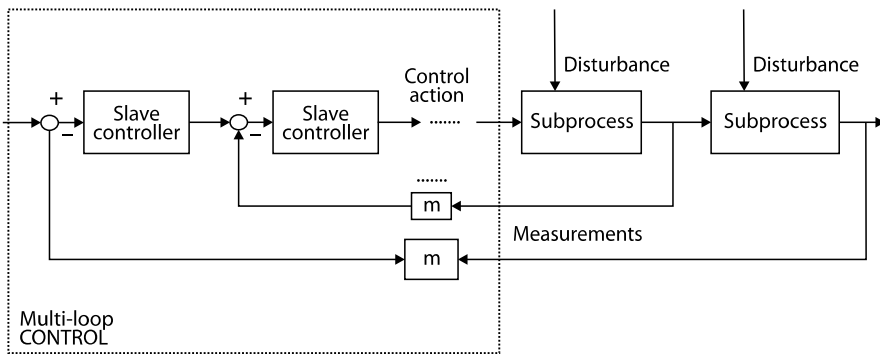 Control
action
Disturbance
Disturbance
+
−
Slave
controller
+
−
Slave
controller
.......
Subprocess
Subprocess
.......
m
Measurements
m
Multi-loop
CONTROL